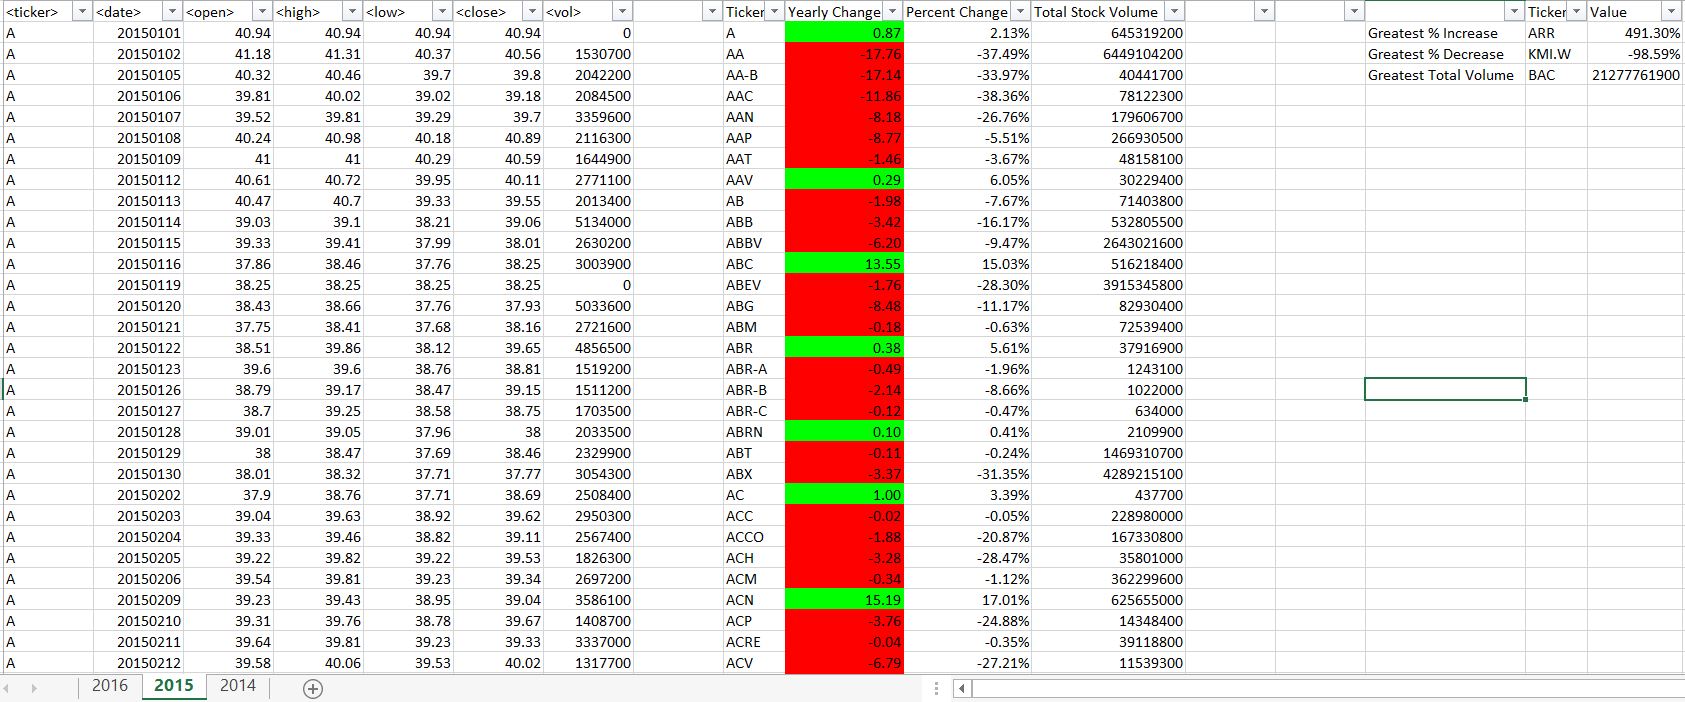 <ticker> <date> <open> <high> <low> <close> <vol> Ticker Yearly Change Percent Change Total Stock Volume Ticker Value
A 20150101 40.94 40.94 40.94 40.94 0 A 0.87 2.13% 645319200 Greatest % Increase ARR 491.30%
A 20150102 41.18 41.31 40.37 40.56 1530700 AA -17.76 -37.49% 6449104200 Greatest % Decrease KMI.W -98.59%
A 20150105 40.32 40.46 39.7 39.8 2042200 AA-B -17.14 -33.97% 40441700 Greatest Total Volume BAC 21277761900
A 20150106 39.81 40.02 39.02 39.18 2084500 AAC -11.86 -38.36% 78122300
A 20150107 39.52 39.81 39.29 39.7 3359600 AAN -8.18 -26.76% 179606700
A 20150108 40.24 40.98 40.18 40.89 2116300 AAP -8.77 -5.51% 266930500
A 20150109 41 41 40.29 40.59 1644900 AAT -1.46 -3.67% 48158100
A 20150112 40.61 40.72 39.95 40.11 2771100 AAV 0.29 6.05% 30229400
A 20150113 40.47 40.7 39.33 39.55 2013400 AB -1.98 -7.67% 71403800
A 20150114 39.03 39.1 38.21 39.06 5134000 ABB -3.42 -16.17% 532805500
A 20150115 39.33 39.41 37.99 38.01 2630200 ABBV -6.20 -9.47% 2643021600
A 20150116 37.86 38.46 37.76 38.25 3003900 ABC 13.55 15.03% 516218400
A 20150119 38.25 38.25 38.25 38.25 0 ABEV -1.76 -28.30% 3915345800
A 20150120 38.43 38.66 37.76 37.93 5033600 ABG -8.48 -11.17% 82930400
A 20150121 37.75 38.41 37.68 38.16 2721600 ABM -0.18 -0.63% 72539400
A 20150122 38.51 39.86 38.12 39.65 4856500 ABR 0.38 5.61% 37916900
A 20150123 39.6 39.6 38.76 38.81 1519200 ABR-A -0.49 -1.96% 1243100
A 20150126 38.79 39.17 38.47 39.15 1511200 ABR-B -2.14 -8.66% 1022000
A 20150127 38.7 39.25 38.58 38.75 1703500 ABR-C -0.12 -0.47% 634000
A 20150128 39.01 39.05 37.96 38 2033500 ABRN 0.10 0.41% 2109900
A 20150129 38 38.47 37.69 38.46 2329900 ABT -0.11 -0.24% 1469310700
A 20150130 38.01 38.32 37.71 37.77 3054300 ABX -3.37 -31.35% 4289215100
A 20150202 37.9 38.76 37.71 38.69 2508400 AC 1.00 3.39% 437700
A 20150203 39.04 39.63 38.92 39.62 2950300 ACC -0.02 -0.05% 228980000
A 20150204 39.33 39.46 38.82 39.11 2567400 ACCO -1.88 -20.87% 167330800
A 20150205 39.22 39.82 39.22 39.53 1826300 ACH -3.28 -28.47% 35801000
A 20150206 39.54 39.81 39.23 39.34 2697200 ACM -0.34 -1.12% 362299600
A 20150209 39.23 39.43 38.95 39.04 3586100 ACN 15.19 17.01% 625655000
A 20150210 39.31 39.76 38.78 39.67 1408700 ACP -3.76 -24.88% 14348400
A 20150211 39.64 39.81 39.23 39.33 3337000 ACRE -0.04 -0.35% 39118800
A 20150212 39.58 40.06 39.53 40.02 1317700 ACV -6.79 -27.21% 11539300
2016 2015 2014